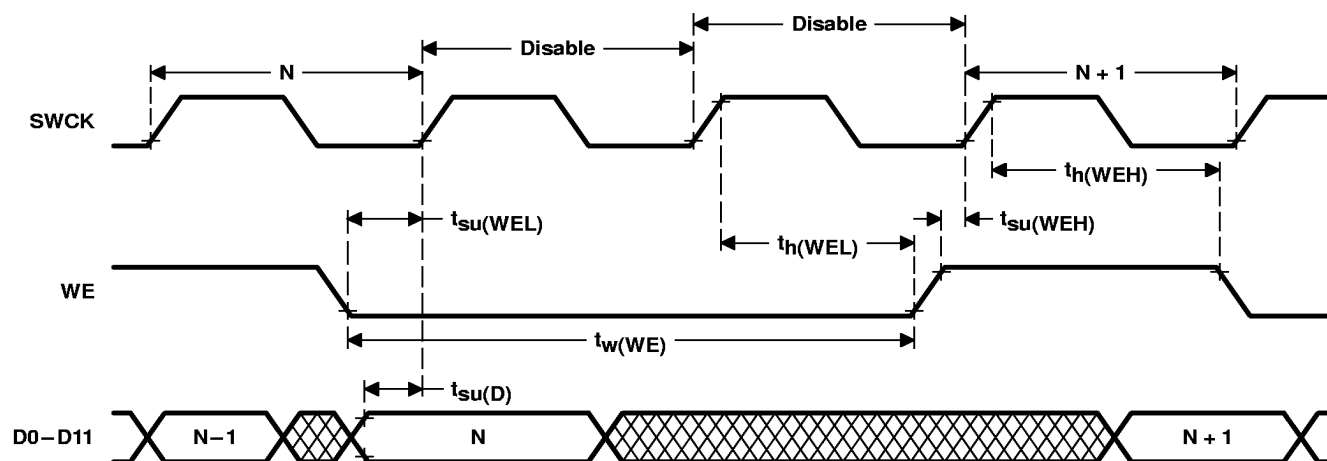 Disable
Disable
N
N + 1
SWCK
th(WEH)
tsu(WEL)
tsu(WEH)
th(WEL)
WE
tw(WE)
tsu(D)
D0–D11
N–1
N
N + 1